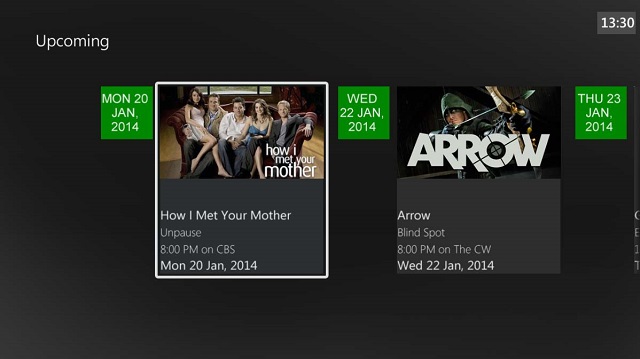 13:30
Upcoming
MON 20
JAN,
2014
how i
met your
mother
How I Met Your Mother
Unpause
8:00 PM on CBS
Mon 20 Jan, 2014
WED
22 JAN,
2014
ARROW
Arrow
Blind Spot
8:00 PM on The CW
Wed 22 Jan, 2014
THU 23
JAN,
2014